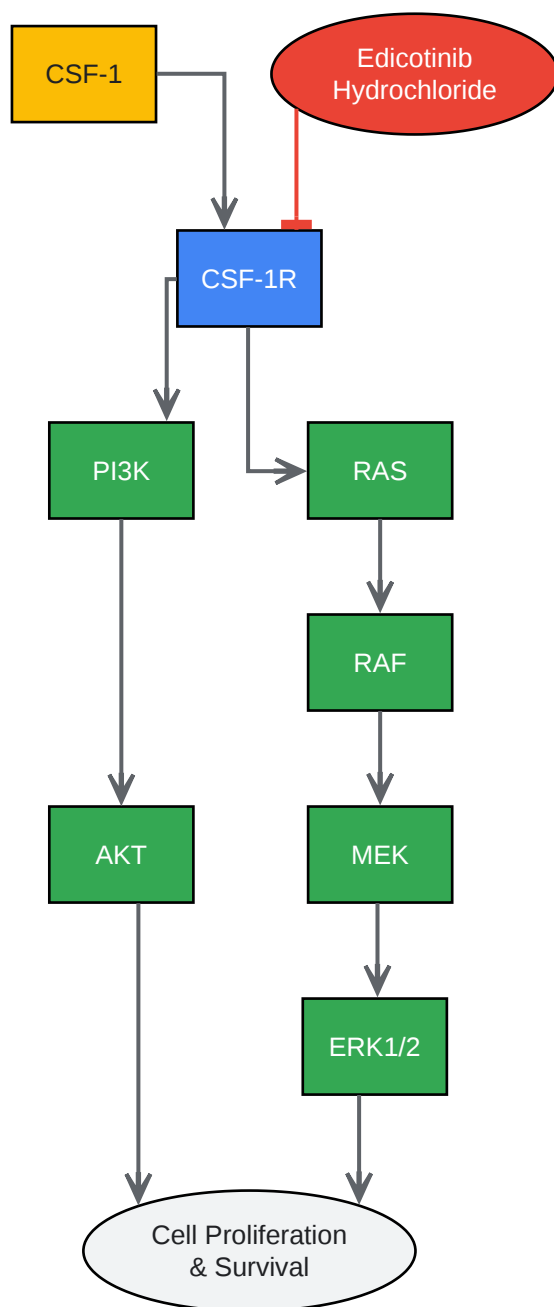 CSF-1
Edicotinib
Hydrochloride
CSF-1R
PI3K
RAS
RAF
AKT
MEK
ERK1/2
Cell Proliferation
& Survival